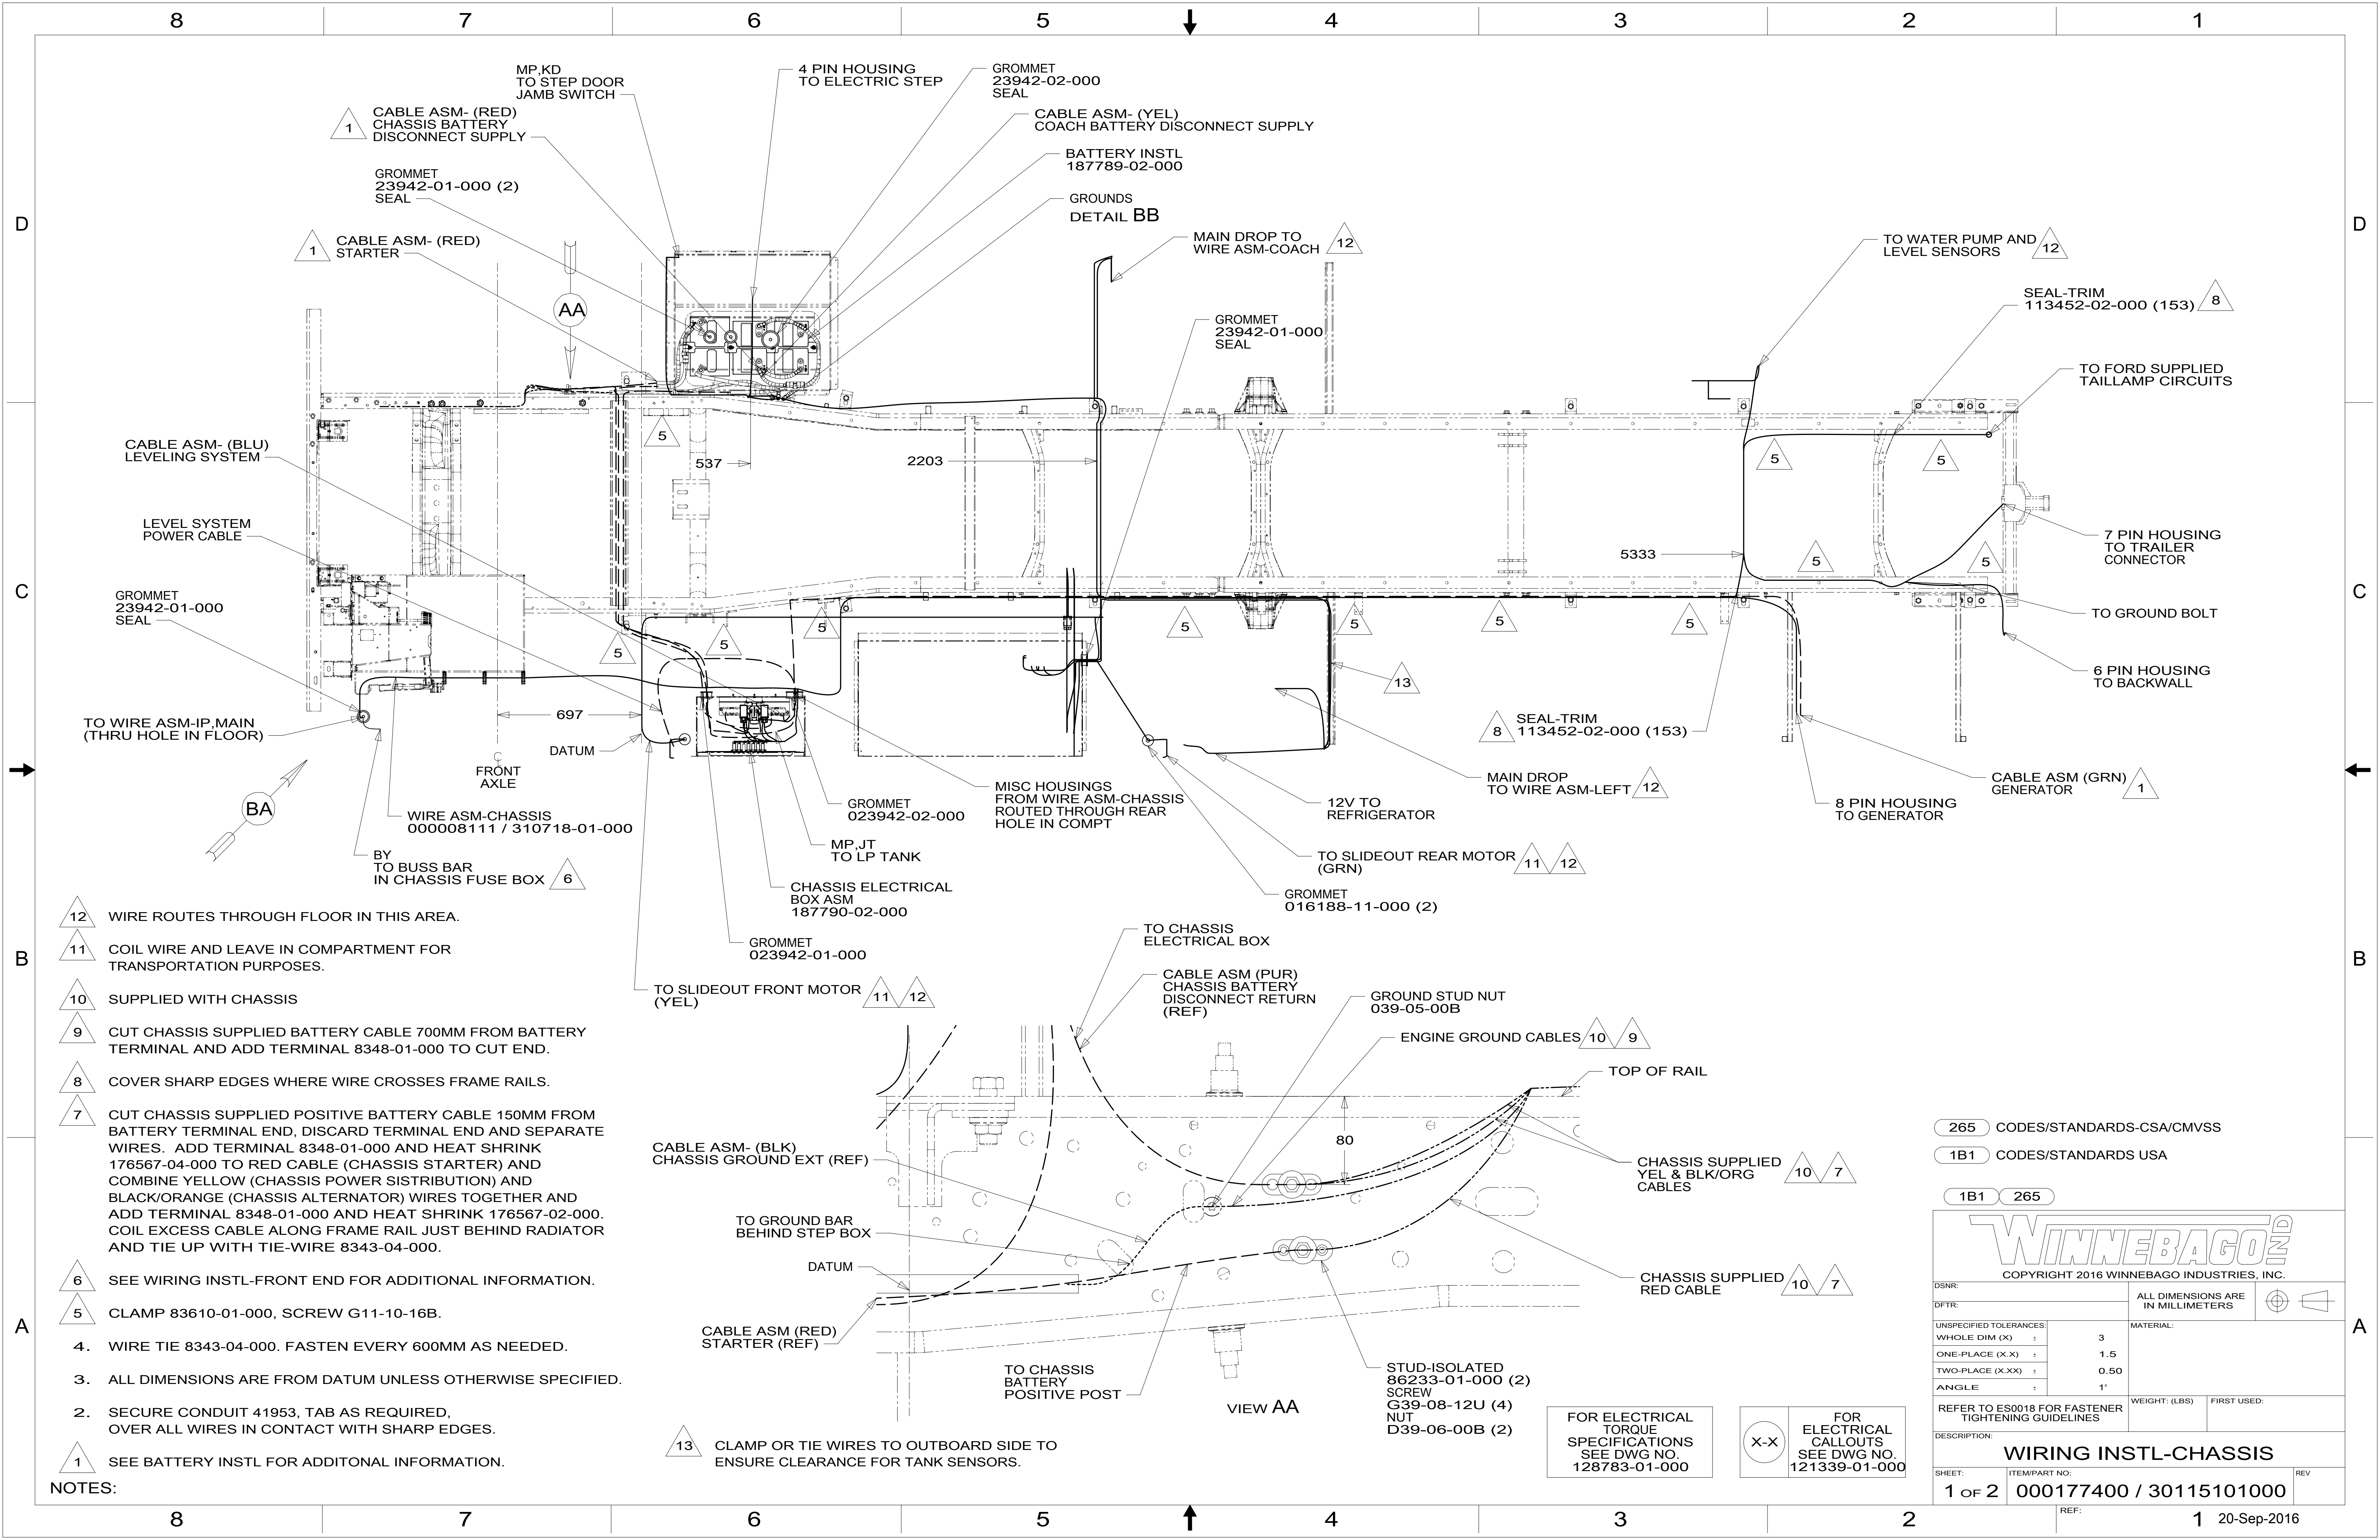 8 7 6 5 4 3 2 1
D
C
B
A
MP,KD
TO STEP DOOR
JAMB SWITCH
4 PIN HOUSING
TO ELECTRIC STEP
GROMMET
23942-02-000
SEAL
1
CABLE ASM- (RED)
CHASSIS BATTERY
DISCONNECT SUPPLY
CABLE ASM- (YEL)
COACH BATTERY DISCONNECT SUPPLY
BATTERY INSTL
187789-02-000
GROMMET
23942-01-000 (2)
SEAL
GROUNDS
DETAIL BB
1
CABLE ASM- (RED)
STARTER
AA
MAIN DROP TO
WIRE ASM-COACH
12
TO WATER PUMP AND
LEVEL SENSORS
12
SEAL-TRIM
113452-02-000 (153)
8
GROMMET
23942-01-000
SEAL
TO FORD SUPPLIED
TAILLAMP CIRCUITS
CABLE ASM- (BLU)
LEVELING SYSTEM
5
537
2203
5
5
LEVEL SYSTEM
POWER CABLE
5333
7 PIN HOUSING
TO TRAILER
CONNECTOR
5
5
GROMMET
23942-01-000
SEAL
TO GROUND BOLT
5
5
5
5
5
5
5
6 PIN HOUSING
TO BACKWALL
13
TO WIRE ASM-IP,MAIN
(THRU HOLE IN FLOOR)
697
DATUM
8
SEAL-TRIM
113452-02-000 (153)
CL
FRONT
AXLE
BA
MISC HOUSINGS
FROM WIRE ASM-CHASSIS
ROUTED THROUGH REAR
HOLE IN COMPT
MAIN DROP
TO WIRE ASM-LEFT
12
CABLE ASM (GRN)
GENERATOR
1
WIRE ASM-CHASSIS
000008111 / 310718-01-000
GROMMET
023942-02-000
12V TO
REFRIGERATOR
8 PIN HOUSING
TO GENERATOR
BY
TO BUSS BAR
IN CHASSIS FUSE BOX
6
MP,JT
TO LP TANK
TO SLIDEOUT REAR MOTOR
(GRN)
11
12
CHASSIS ELECTRICAL
BOX ASM
187790-02-000
GROMMET
016188-11-000 (2)
GROMMET
023942-01-000
TO SLIDEOUT FRONT MOTOR
(YEL)
11
12
12 WIRE ROUTES THROUGH FLOOR IN THIS AREA.
11 COIL WIRE AND LEAVE IN COMPARTMENT FOR
TRANSPORTATION PURPOSES.
10 SUPPLIED WITH CHASSIS
9 CUT CHASSIS SUPPLIED BATTERY CABLE 700MM FROM BATTERY
TERMINAL AND ADD TERMINAL 8348-01-000 TO CUT END.
8 COVER SHARP EDGES WHERE WIRE CROSSES FRAME RAILS.
7 CUT CHASSIS SUPPLIED POSITIVE BATTERY CABLE 150MM FROM
BATTERY TERMINAL END, DISCARD TERMINAL END AND SEPARATE
WIRES. ADD TERMINAL 8348-01-000 AND HEAT SHRINK
176567-04-000 TO RED CABLE (CHASSIS STARTER) AND
COMBINE YELLOW (CHASSIS POWER SISTRIBUTION) AND
BLACK/ORANGE (CHASSIS ALTERNATOR) WIRES TOGETHER AND
ADD TERMINAL 8348-01-000 AND HEAT SHRINK 176567-02-000.
COIL EXCESS CABLE ALONG FRAME RAIL JUST BEHIND RADIATOR
AND TIE UP WITH TIE-WIRE 8343-04-000.
6 SEE WIRING INSTL-FRONT END FOR ADDITIONAL INFORMATION.
5 CLAMP 83610-01-000, SCREW G11-10-16B.
4. WIRE TIE 8343-04-000. FASTEN EVERY 600MM AS NEEDED.
3. ALL DIMENSIONS ARE FROM DATUM UNLESS OTHERWISE SPECIFIED.
2. SECURE CONDUIT 41953, TAB AS REQUIRED,
OVER ALL WIRES IN CONTACT WITH SHARP EDGES.
1 SEE BATTERY INSTL FOR ADDITONAL INFORMATION.
NOTES:
13 CLAMP OR TIE WIRES TO OUTBOARD SIDE TO
ENSURE CLEARANCE FOR TANK SENSORS.
TO CHASSIS
ELECTRICAL BOX
CABLE ASM (PUR)
CHASSIS BATTERY
DISCONNECT RETURN
(REF)
GROUND STUD NUT
039-05-00B
ENGINE GROUND CABLES
10
9
TOP OF RAIL
80
CABLE ASM- (BLK)
CHASSIS GROUND EXT (REF)
CHASSIS SUPPLIED
YEL & BLK/ORG
CABLES
10
7
TO GROUND BAR
BEHIND STEP BOX
DATUM
CHASSIS SUPPLIED
RED CABLE
10
7
CABLE ASM (RED)
STARTER (REF)
TO CHASSIS
BATTERY
POSITIVE POST
VIEW AA
STUD-ISOLATED
86233-01-000 (2)
SCREW
G39-08-12U (4)
NUT
D39-06-00B (2)
FOR ELECTRICAL
TORQUE
SPECIFICATIONS
SEE DWG NO.
128783-01-000
X-X
FOR
ELECTRICAL
CALLOUTS
SEE DWG NO.
121339-01-000
265 CODES/STANDARDS-CSA/CMVSS
1B1 CODES/STANDARDS USA
1B1 265
WINNEBAGO IND
COPYRIGHT 2016 WINNEBAGO INDUSTRIES, INC.
DSNR:
DFTR:
ALL DIMENSIONS ARE
IN MILLIMETERS
UNSPECIFIED TOLERANCES:
WHOLE DIM (X) ± 3
ONE-PLACE (X.X) ± 1.5
TWO-PLACE (X.XX) ± 0.50
ANGLE ± 1°
MATERIAL:
REFER TO ES0018 FOR FASTENER
TIGHTENING GUIDELINES
WEIGHT: (LBS)
FIRST USED:
DESCRIPTION:
WIRING INSTL-CHASSIS
SHEET:
1 OF 2
ITEM/PART NO:
000177400 / 30115101000
REV
REF:
D
C
B
A
8 7 6 5 4 3 2 1
20-Sep-2016